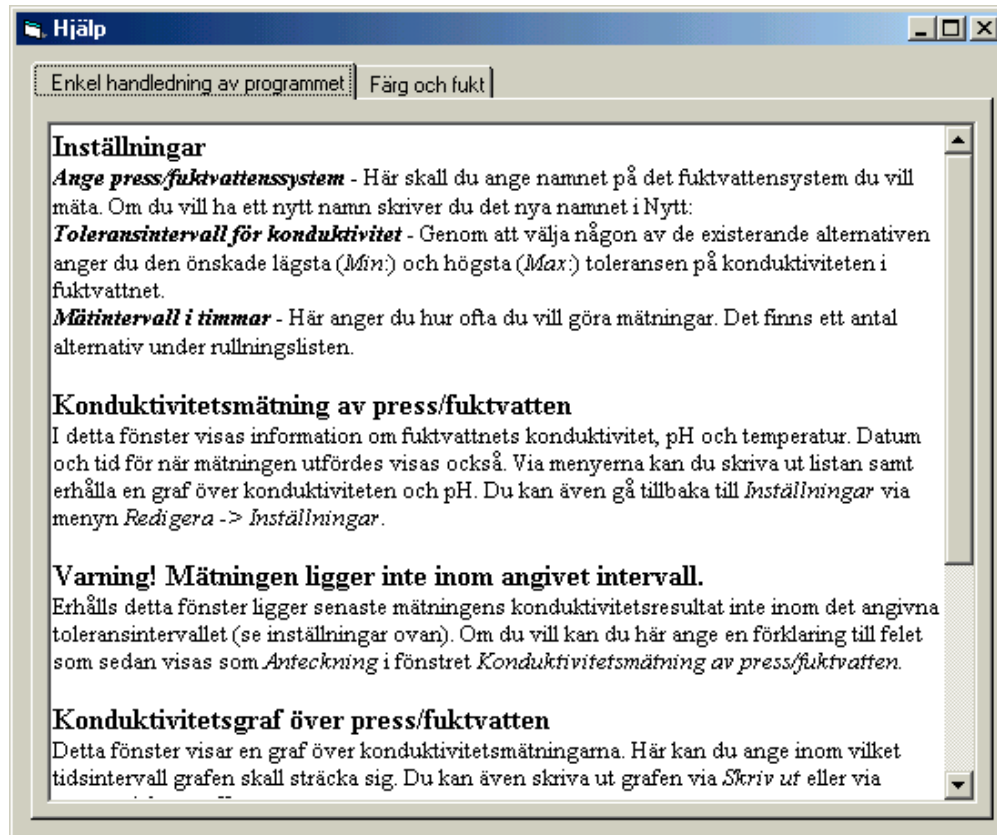 Hjälp
Enkel handledning av programmet
Färg och fukt
Inställningar
Ange press/fuktvattenssystem - Här skall du ange namnet på det fuktvattensystem du vill
mäta. Om du vill ha ett nytt namn skriver du det nya namnet i Nytt:
Toleransintervall för konduktivitet - Genom att välja någon av de existerande alternativen
anger du den önskade lägsta (Min:) och högsta (Max:) toleransen på konduktiviteten i
fuktvattnet.
Mätintervall i timmar - Här anger du hur ofta du vill göra mätningar. Det finns ett antal
alternativ under rullningslisten.
Konduktivitetsmätning av press/fuktvatten
I detta fönster visas information om fuktvattnets konduktivitet, pH och temperatur. Datum
och tid för när mätningen utfördes visas också. Via menyerna kan du skriva ut listan samt
erhålla en graf över konduktiviteten och pH. Du kan även gå tillbaka till Inställningar via
menyn Redigera -> Inställningar.
Varning! Mätningen ligger inte inom angivet intervall.
Erhålls detta fönster ligger senaste mätningens konduktivitetsresultat inte inom det angivna
toleransintervallet (se inställningar ovan). Om du vill kan du här ange en förklaring till felet
som sedan visas som Anteckning i fönstret Konduktivitetsmätning av press/fuktvatten.
Konduktivitetsgraf över press/fuktvatten
Detta fönster visar en graf över konduktivitetsmätningarna. Här kan du ange inom vilket
tidsintervall grafen skall sträcka sig. Du kan även skriva ut grafen via Skriv ut eller via